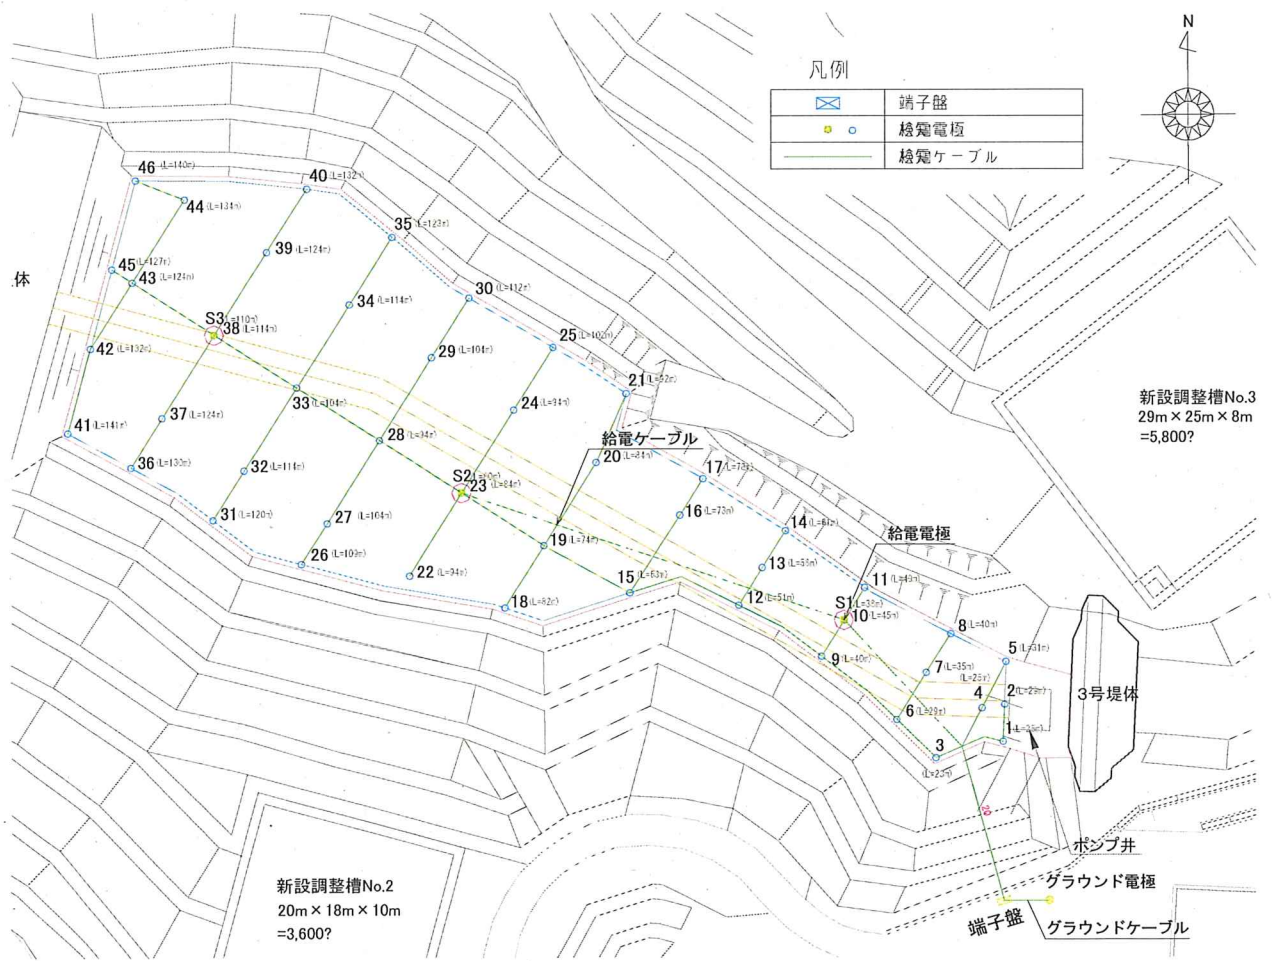 N
凡例
端子盤
検電電極
検電ケーブル
46 (L=140m)
40 (L=132m)
44 (L=134m)
35 (L=123m)
39 (L=124m)
45 (L=127m)
43 (L=124m)
体
30 (L=112m)
34 (L=114m)
S3 (L=110m)
38 (L=114m)
25 (L=102m)
42 (L=132m)
29 (L=104m)
21 (L=92m)
33 (L=104m)
24 (L=94m)
新設調整槽No.3
29m×25m×8m
=5,800?
37 (L=124m)
41 (L=141m)
28 (L=94m)
給電ケーブル
20 (L=84m)
36 (L=130m)
32 (L=114m)
S2
23 (L=84m)
17
16 (L=73m)
31 (L=120m)
27 (L=104m)
14 (L=61m)
給電電極
19 (L=74m)
26 (L=109m)
13
22 (L=94m)
15 (L=63m)
11 (L=49m)
18 (L=82m)
12 (L=51m)
S1
10 (L=45m)
8 (L=40m)
9 (L=40m)
5 (L=31m)
7 (L=35m)
4
2 (L=29m)
3号堤体
6 (L=29m)
1
3
(L=23m)
20
ポンプ井
新設調整槽No.2
20m×18m×10m
=3,600?
グラウンド電極
端子盤
グラウンドケーブル